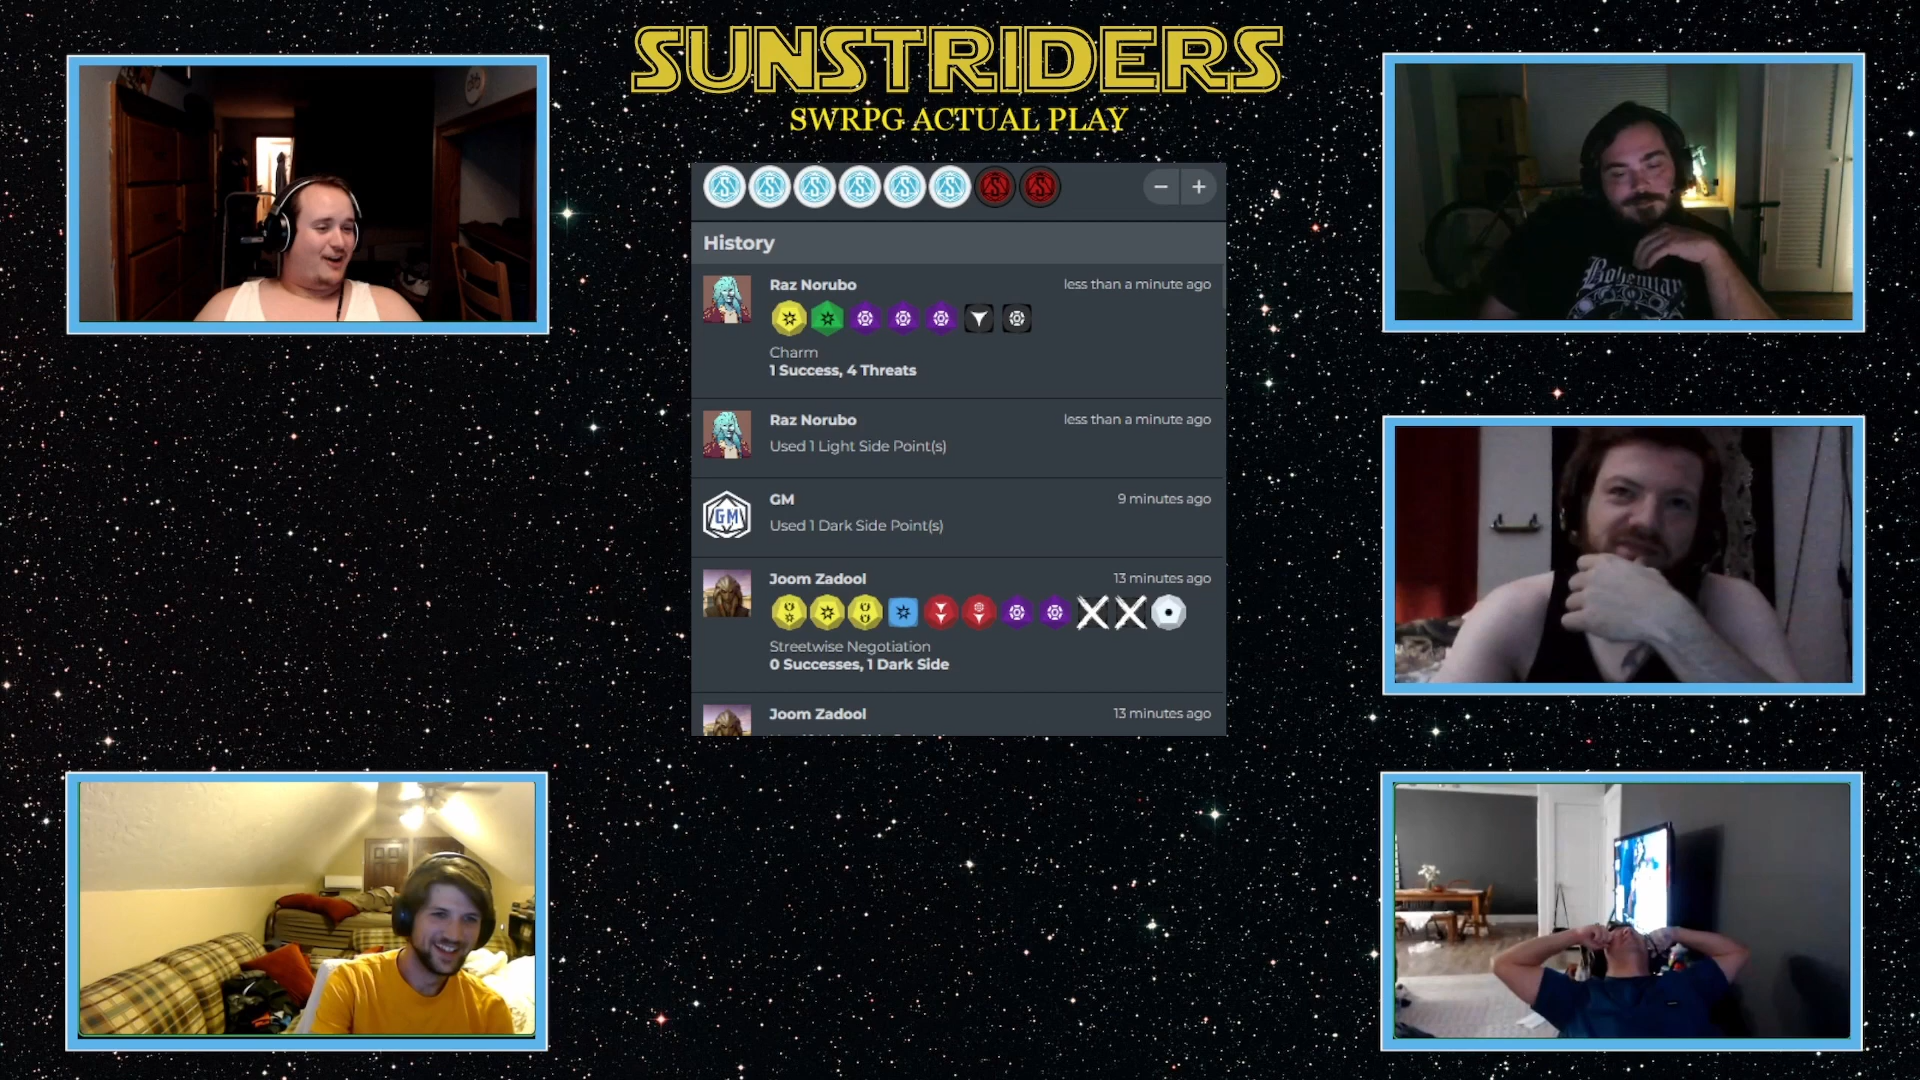 SUNSTRIDERS
SWRPG ACTUAL PLAY
History
Raz Norubo
less than a minute ago
Charm
1 Success, 4 Threats
Raz Norubo
less than a minute ago
Used 1 Light Side Point(s)
GM
GM
9 minutes ago
Used 1 Dark Side Point(s)
Joom Zadool
13 minutes ago
Streetwise Negotiation
0 Successes, 1 Dark Side
Joom Zadool
13 minutes ago
Bohemian